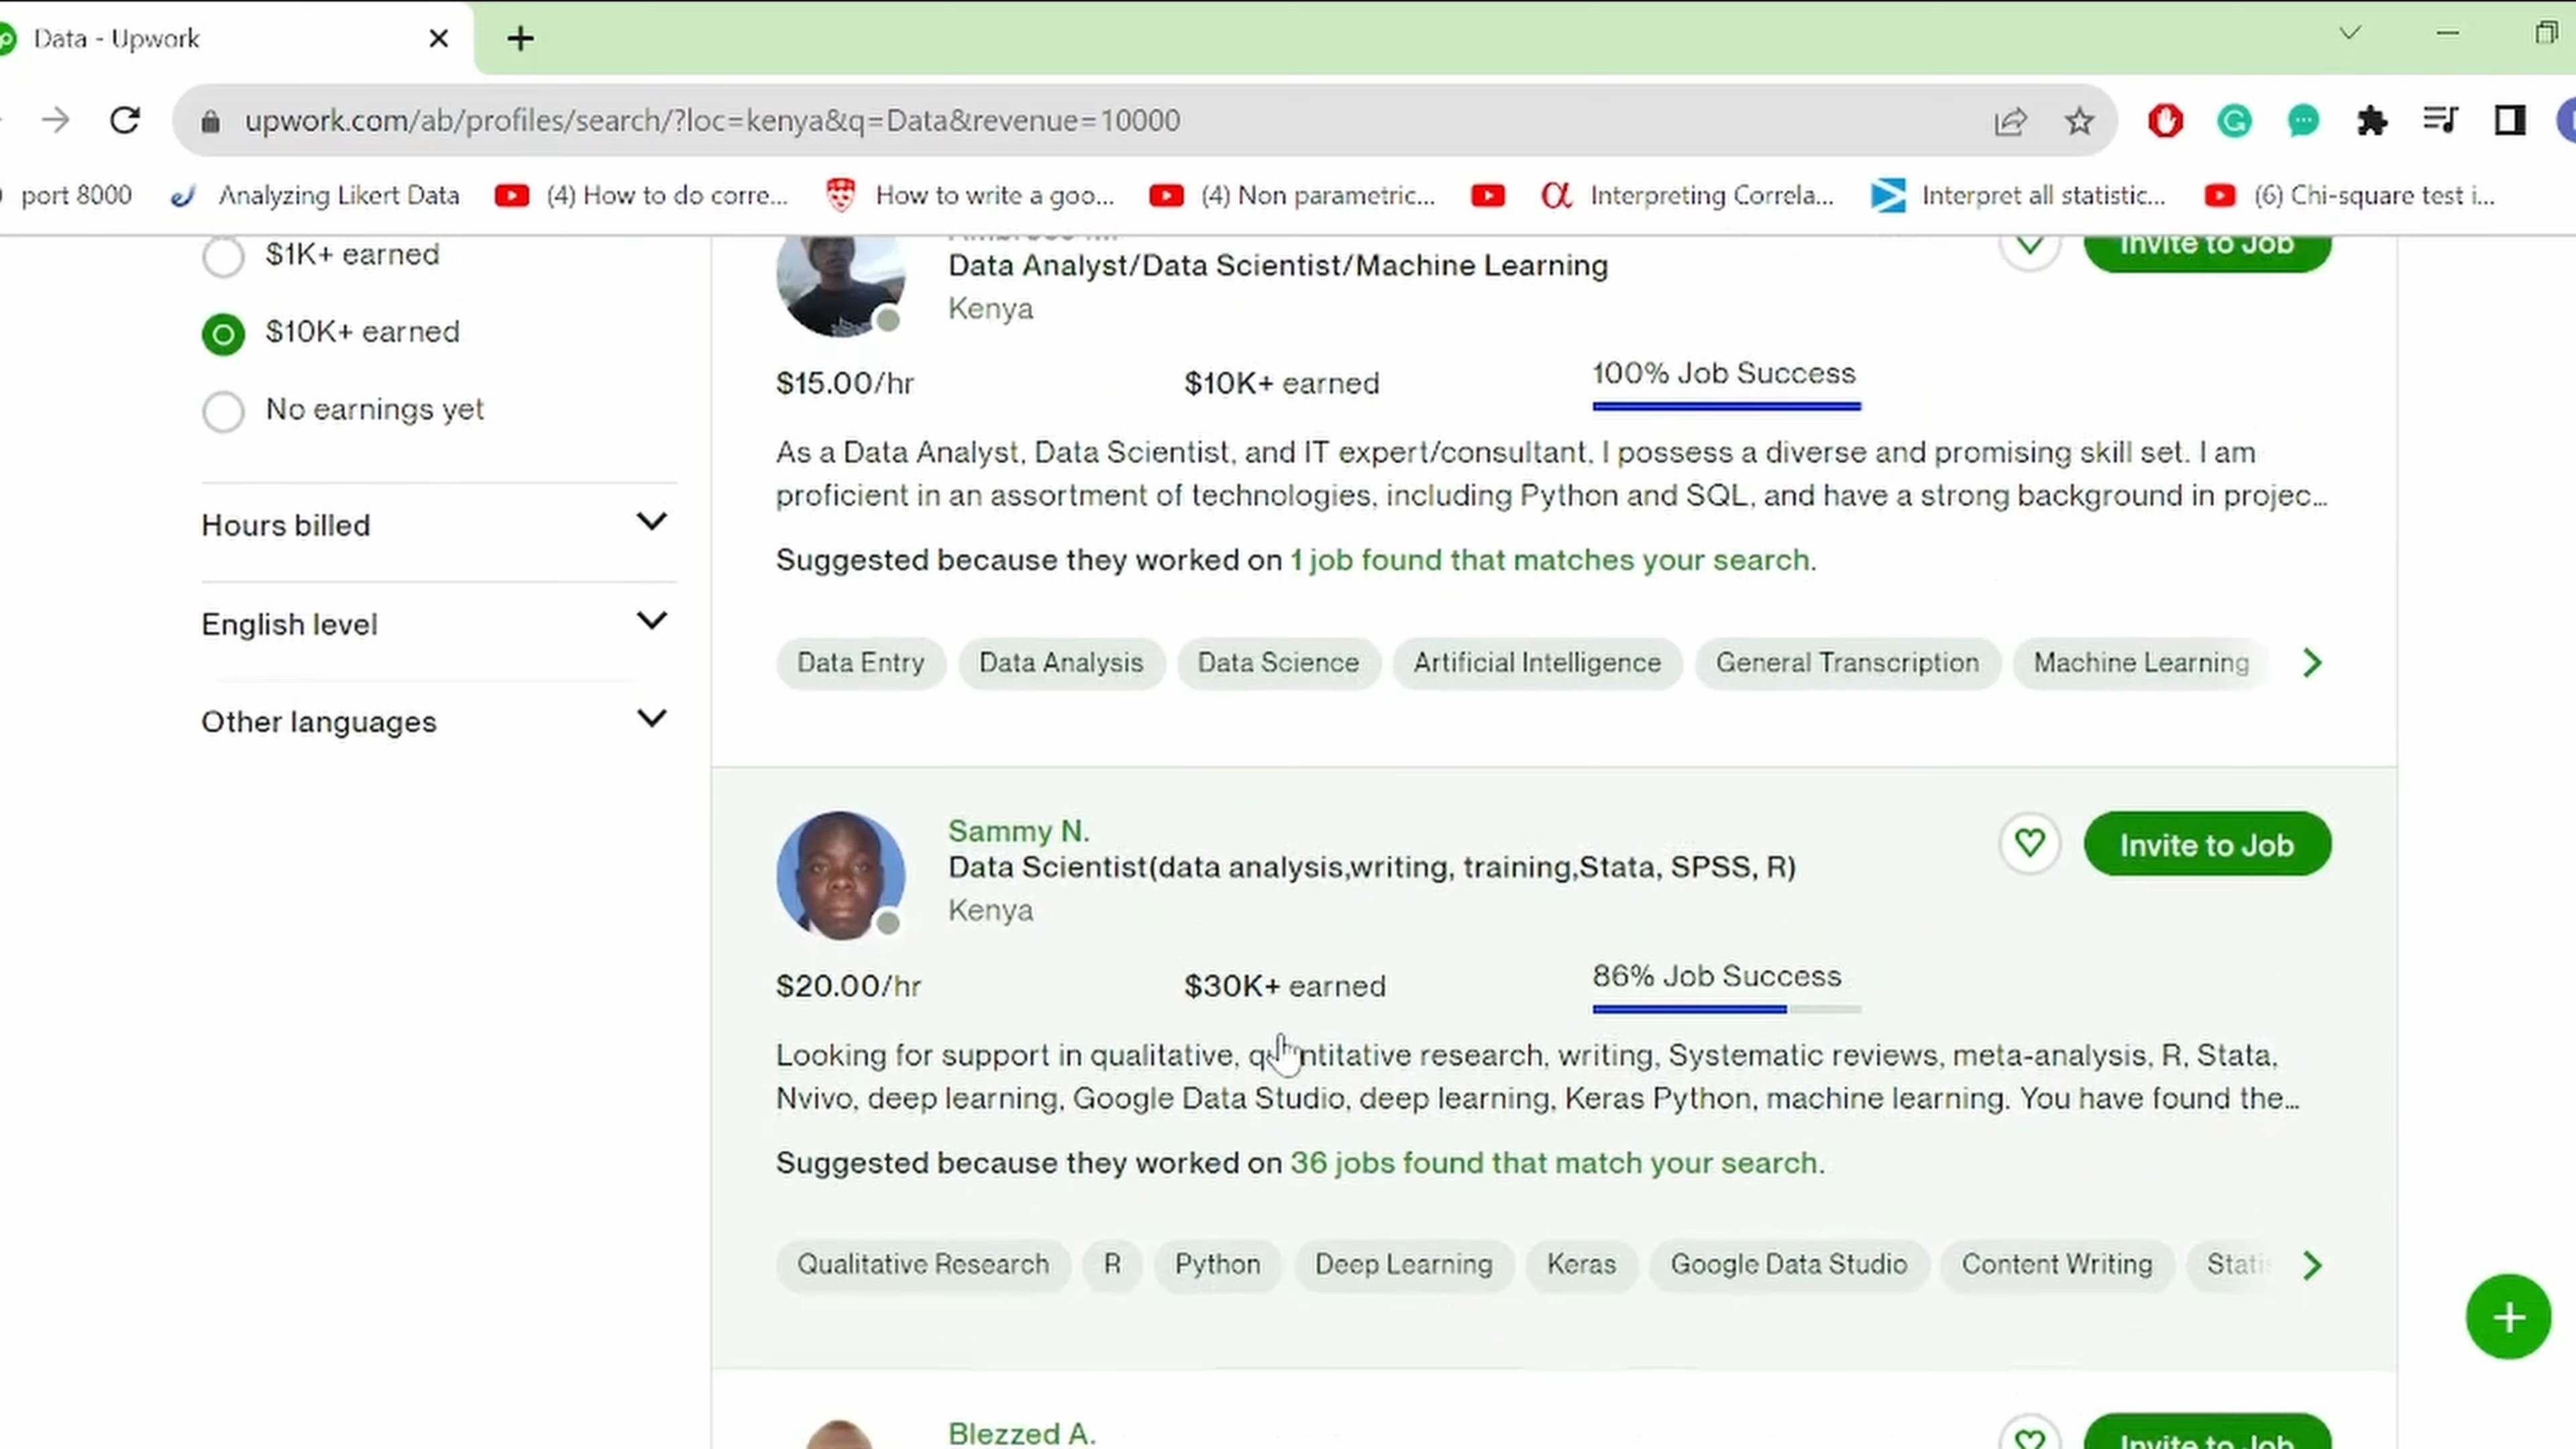 Data - Upwork
upwork.com/ab/profiles/search/?loc=kenya&q=Data&revenue=10000
port 8000
Analyzing Likert Data
(4) How to do corre...
How to write a goo...
(4) Non parametric...
Interpreting Correla...
Interpret all statistic...
(6) Chi-square test i...
$1K+ earned
$10K+ earned
No earnings yet
Hours billed
English level
Other languages
Invite to Job
Data Analyst/Data Scientist/Machine Learning
Kenya
$15.00/hr
$10K+ earned
100% Job Success
As a Data Analyst, Data Scientist, and IT expert/consultant, I possess a diverse and promising skill set. I am
proficient in an assortment of technologies, including Python and SQL, and have a strong background in projec...
Suggested because they worked on 1 job found that matches your search.
Data Entry
Data Analysis
Data Science
Artificial Intelligence
General Transcription
Machine Learning
Sammy N.
Data Scientist(data analysis,writing, training,Stata, SPSS, R)
Kenya
Invite to Job
$20.00/hr
$30K+ earned
86% Job Success
Looking for support in qualitative, quantitative research, writing, Systematic reviews, meta-analysis, R, Stata,
Nvivo, deep learning, Google Data Studio, deep learning, Keras Python, machine learning. You have found the...
Suggested because they worked on 36 jobs found that match your search.
Qualitative Research
R
Python
Deep Learning
Keras
Google Data Studio
Content Writing
Stati
Blezzed A.
Invite to Job